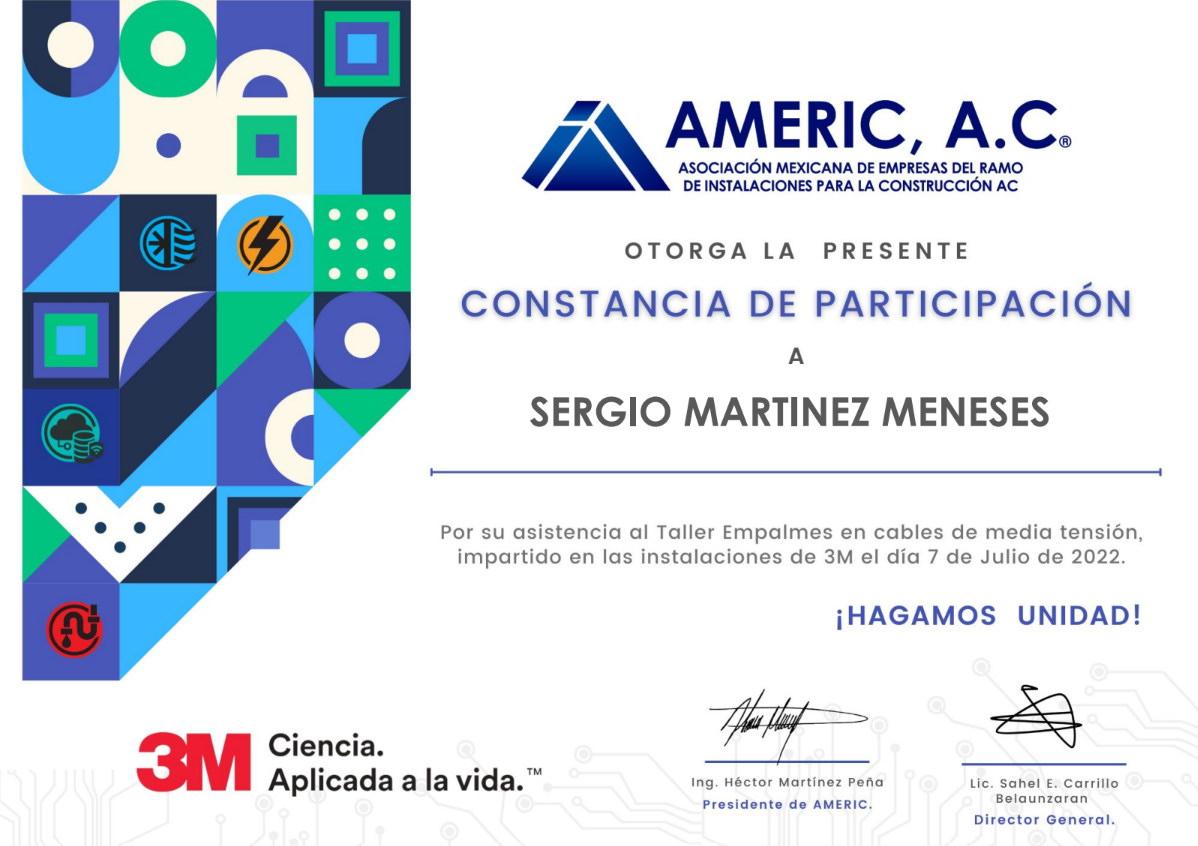 AMERIC, A.C.®
ASOCIACIÓN MEXICANA DE EMPRESAS DEL RAMO
DE INSTALACIONES PARA LA CONSTRUCCIÓN AC
OTORGA LA PRESENTE
CONSTANCIA DE PARTICIPACIÓN
A
SERGIO MARTINEZ MENESES
Por su asistencia al Taller Empalmes en cables de media tensión,
impartido en las instalaciones de 3M el día 7 de Julio de 2022.
¡HAGAMOS UNIDAD!
3M
Ciencia.
Aplicada a la vida.™
Ing. Héctor Martínez Peña
Presidente de AMERIC.
Lic. Sahel E. Carrillo
Belaunzaran
Director General.